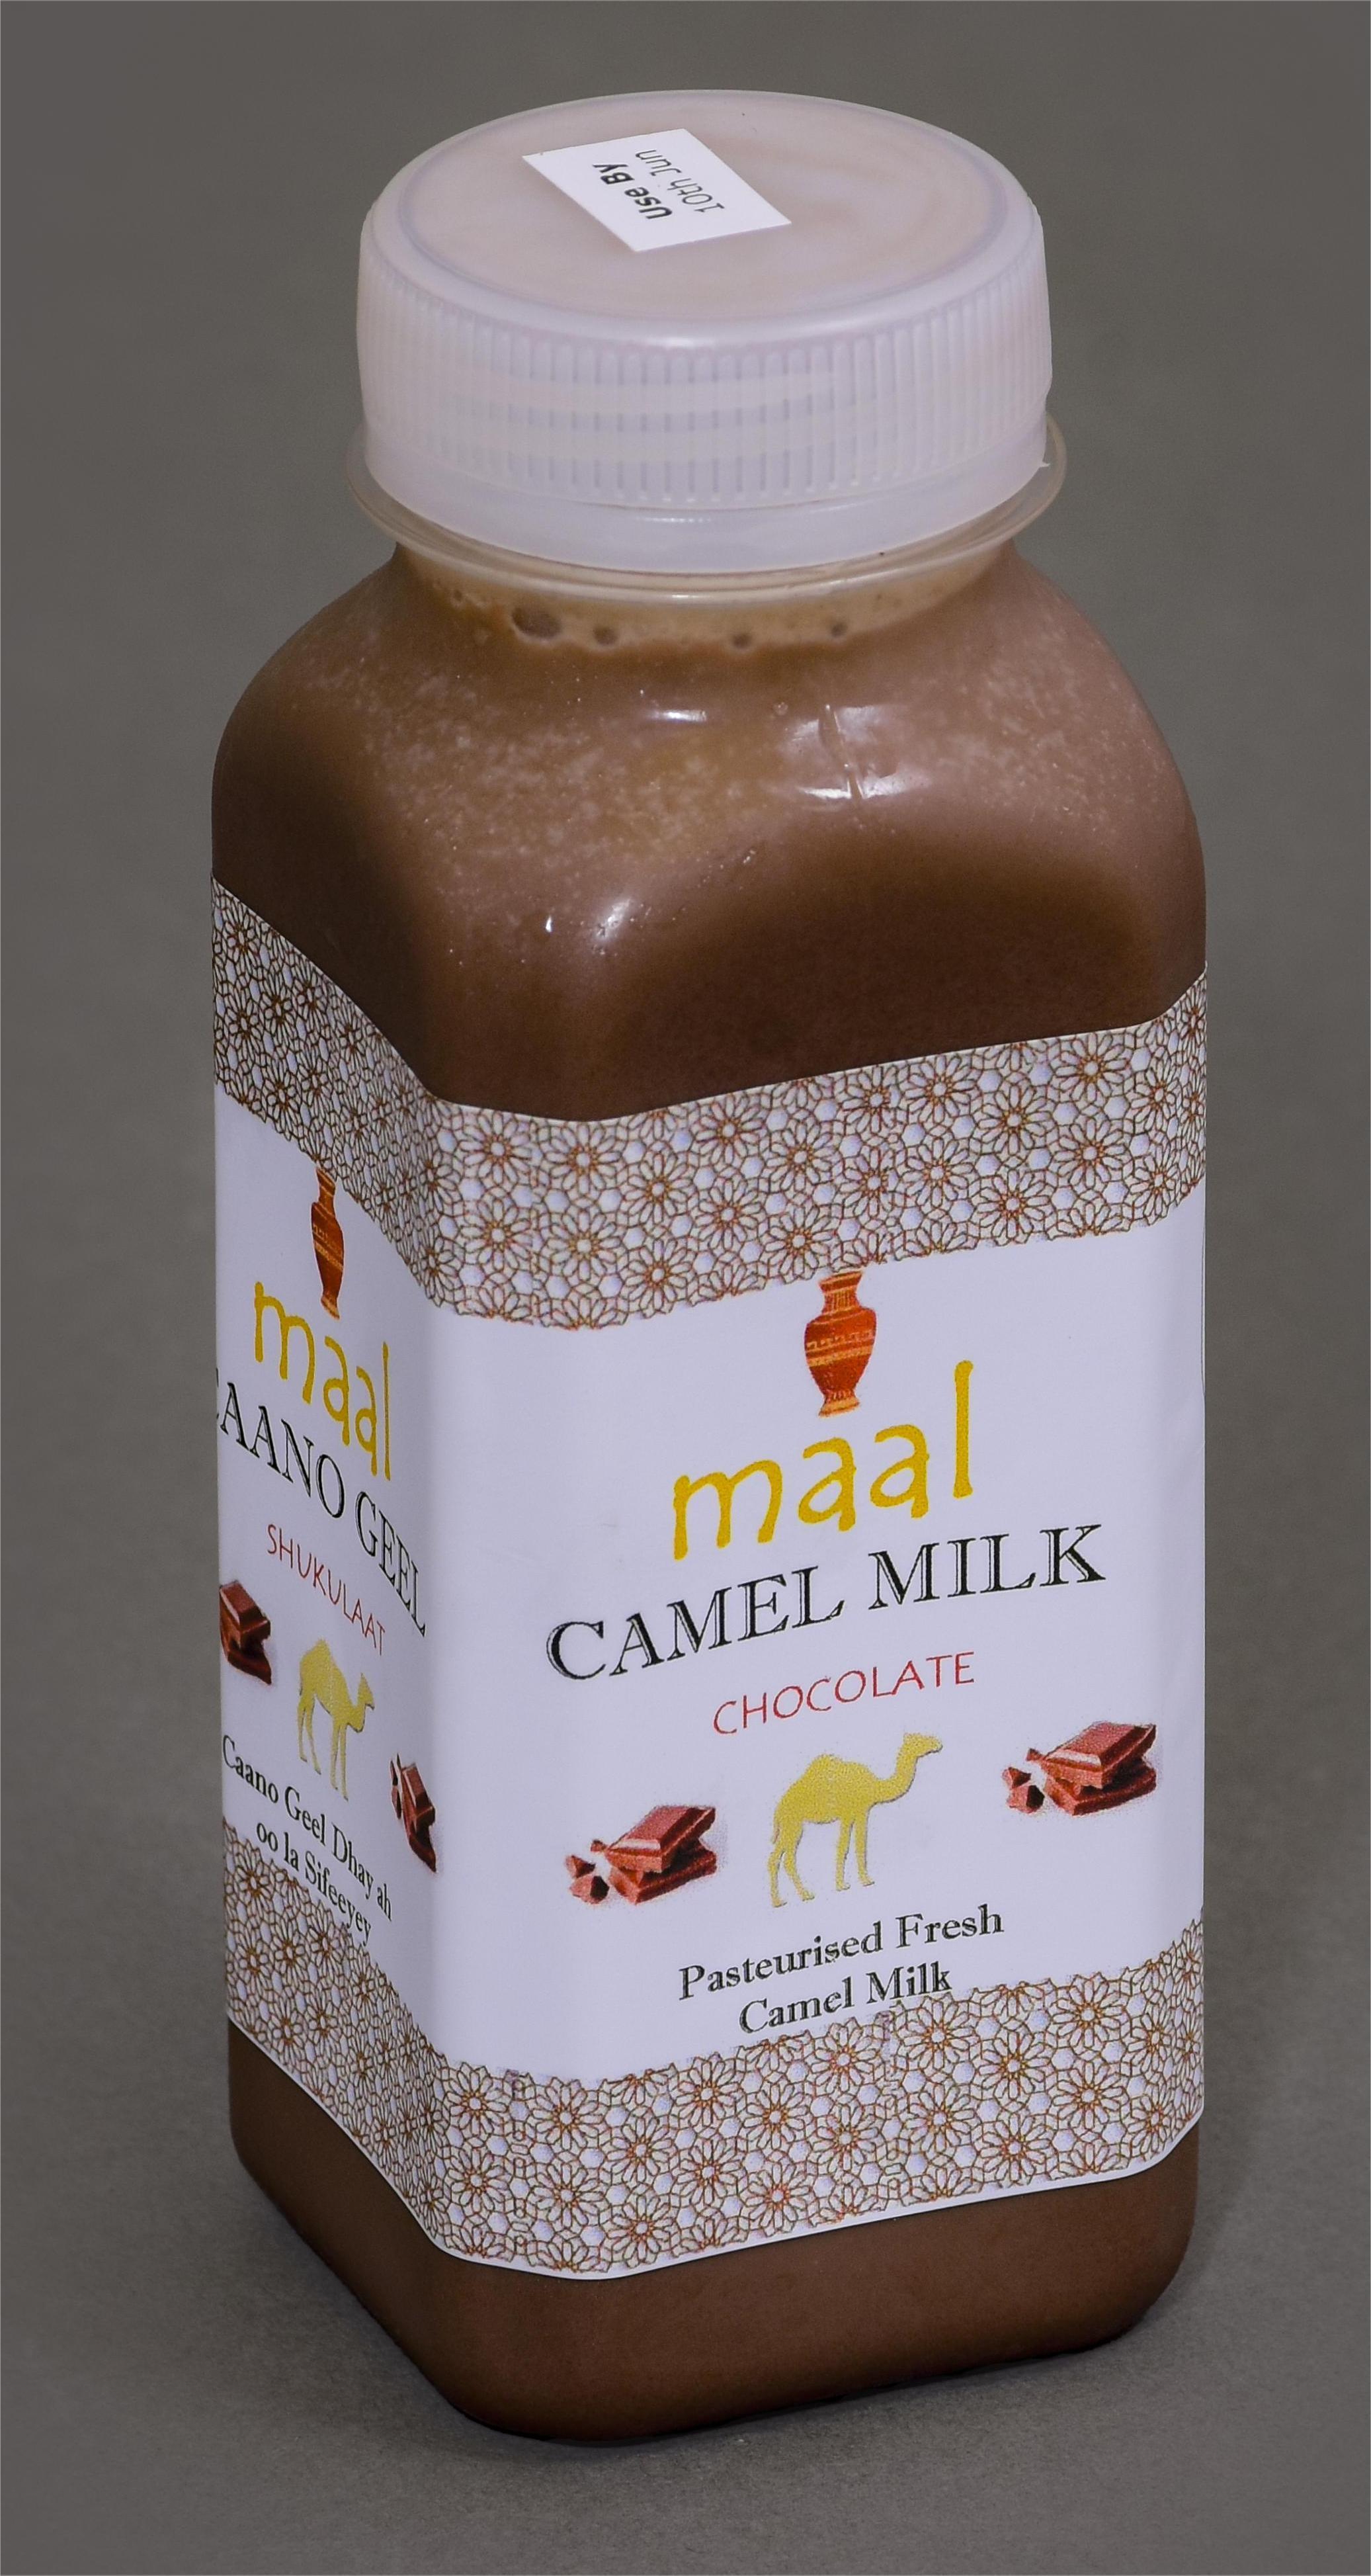 Use By
10th Jun
maal
CAANO GEEL
SHUKULAAT
Caano Geel Dhay ah
oo la Sifeeyey
maal
CAMEL MILK
CHOCOLATE
Pasteurised Fresh
Camel Milk